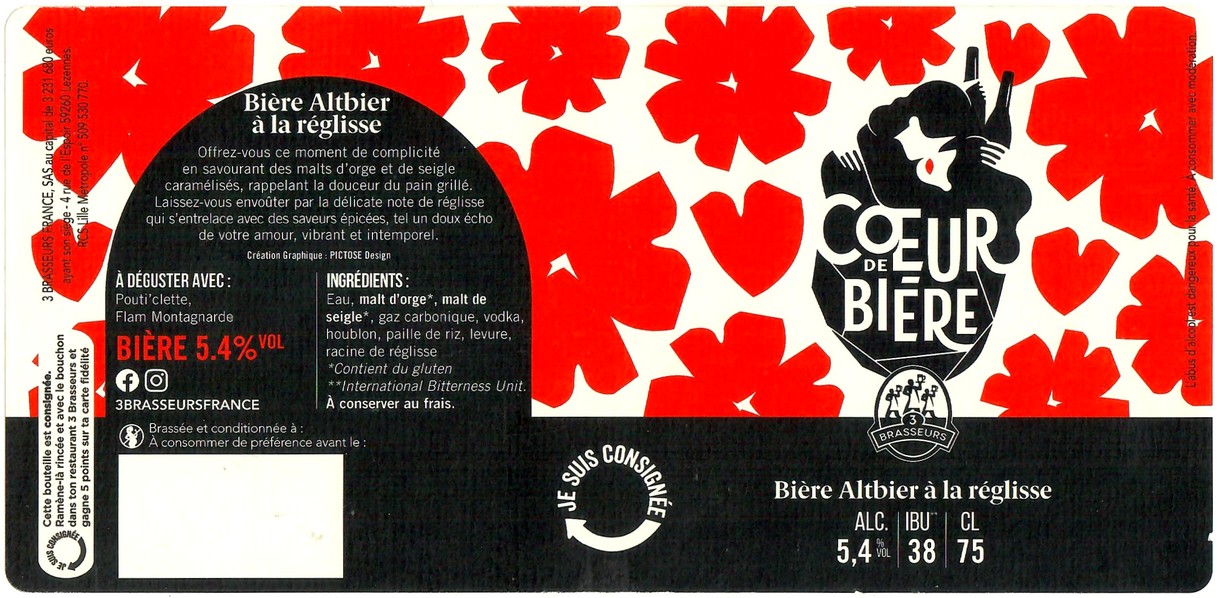 3 BRASSEURS FRANCE, SAS au capital de 3 231 680 euros
ayant son siège - 4 rue de l'Espoir 59260 Lezennes.
RCS Lille Métropole n° 509 530 770.
Cette bouteille est consignée.
Ramène-là rincée et avec le bouchon
dans ton restaurant 3 Brasseurs et
gagne 5 points sur ta carte fidélité
JE SUIS CONSIGNÉE
Bière Altbier
à la réglisse
Offrez-vous ce moment de complicité
en savourant des malts d'orge et de seigle
caramélisés, rappelant la douceur du pain grillé.
Laissez-vous envoûter par la délicate note de réglisse
qui s'entrelace avec des saveurs épicées, tel un doux écho
de votre amour, vibrant et intemporel.
Création Graphique : PICTOSE Design
À DÉGUSTER AVEC :
Pouti'clette,
Flam Montagnarde
BIÈRE 5.4% VOL
3BRASSEURSFRANCE
INGRÉDIENTS :
Eau, malt d'orge*, malt de
seigle*, gaz carbonique, vodka,
houblon, paille de riz, levure,
racine de réglisse
*Contient du gluten
**International Bitterness Unit.
À conserver au frais.
Brassée et conditionnée à :
À consommer de préférence avant le :
JE SUIS CONSIGNÉE
CŒUR
DE
BIÈRE
3
BRASSEURS
Bière Altbier à la réglisse
ALC. IBU** CL
5,4 % VOL 38 75
L'abus d'alcool est dangereux pour la santé. À consommer avec modération.